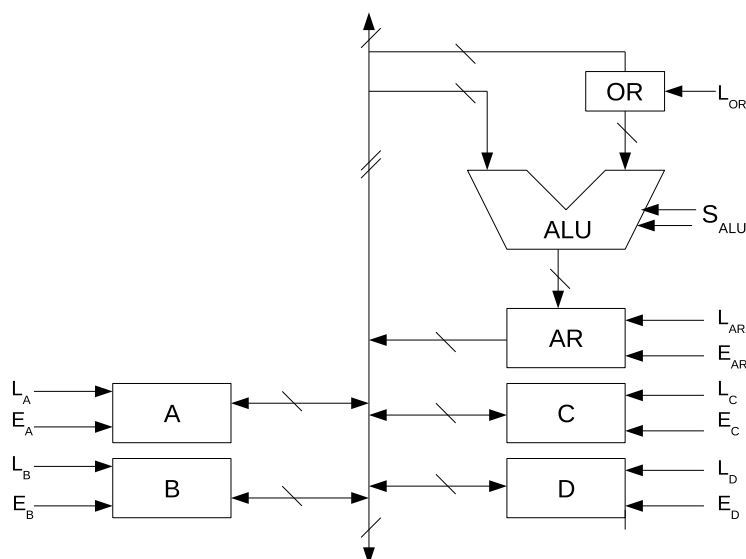 OR
L_OR
S_ALU
ALU
L_AR
AR
E_AR
L_A
E_A
A
L_C
C
E_C
L_B
B
E_B
L_D
D
E_D